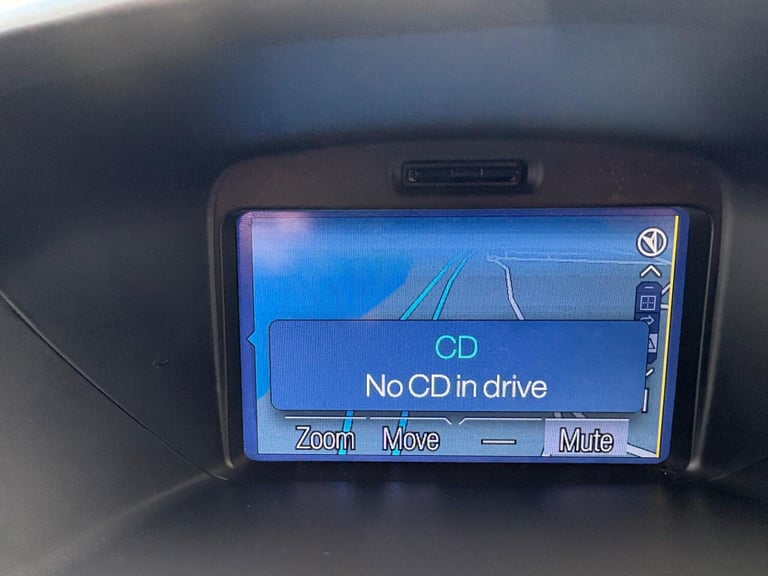 CD
No CD in drive
Zoom Move — Mute